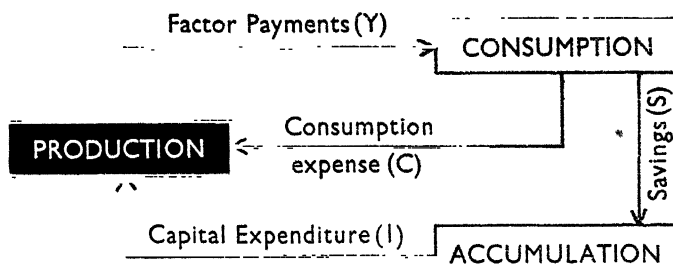 Factor Payments (Y)
CONSUMPTION
Consumption
expense (C)
PRODUCTION
Savings (S)
Capital Expenditure (I)
ACCUMULATION